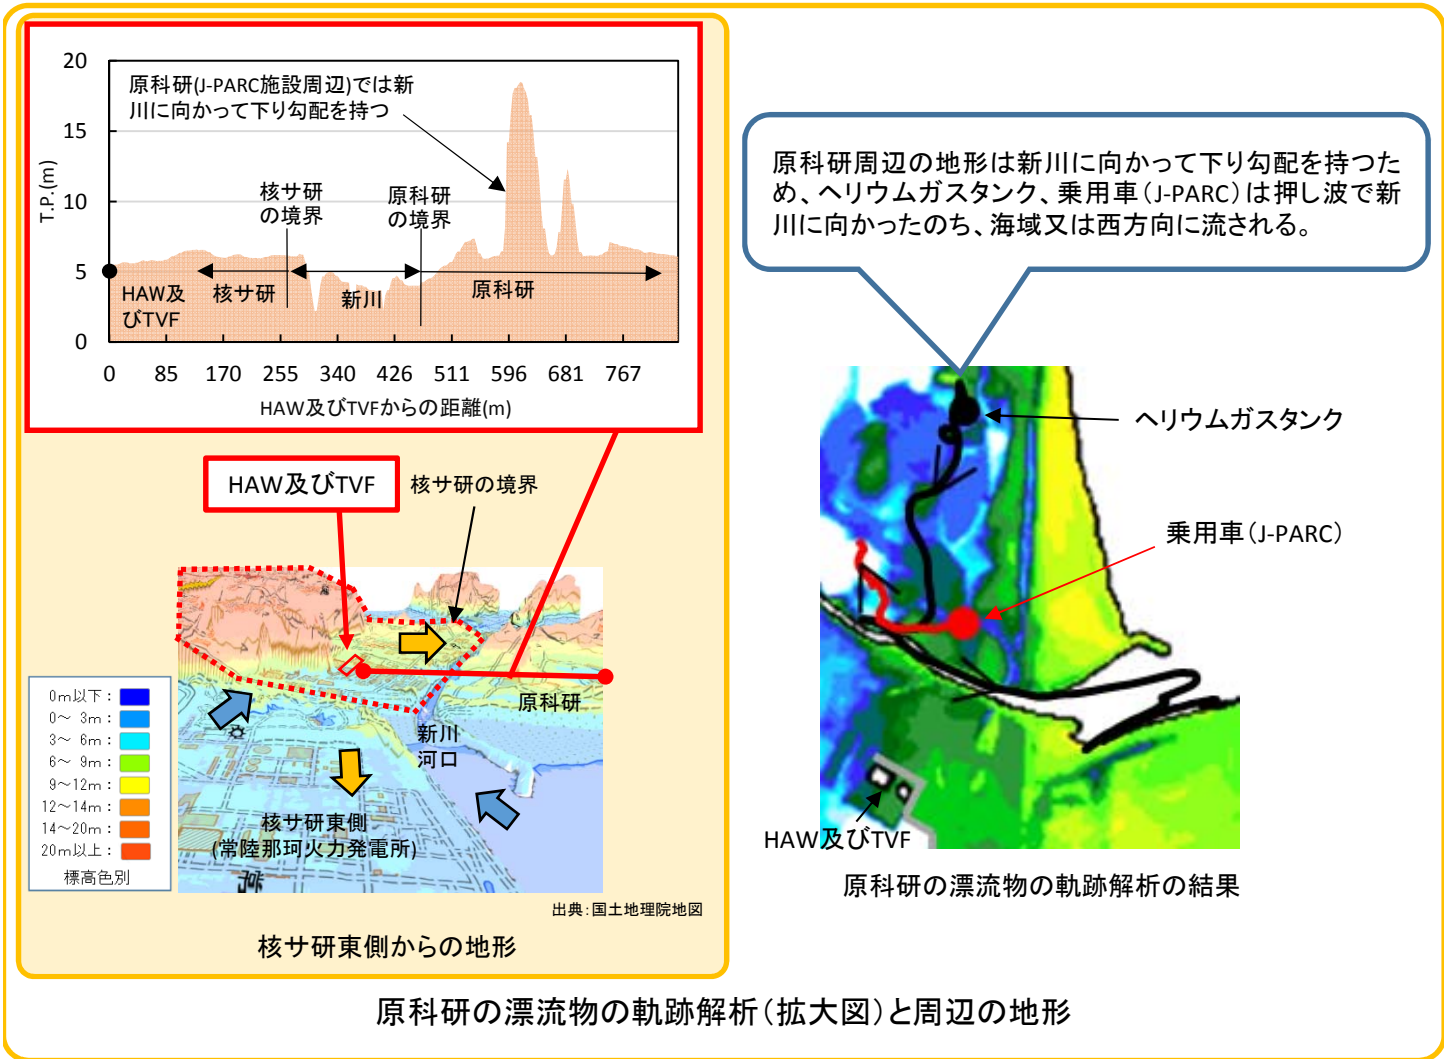 20
15
10
5
0
T.P.(m)
原科研(J-PARC施設周辺)では新
川に向かって下り勾配を持つ
核サ研
の境界
原科研
の境界
HAW及
びTVF
核サ研
新川
原科研
0 85 170 255 340 426 511 596 681 767
HAW及びTVFからの距離(m)
HAW及びTVF
核サ研の境界
原科研
新川
河口
核サ研東側
(常陸那珂火力発電所)
0m以下：
0～ 3m：
3～ 6m：
6～ 9m：
9～12m：
12～14m：
14～20m：
20m以上：
標高色別
出典：国土地理院地図
核サ研東側からの地形
原科研周辺の地形は新川に向かって下り勾配を持つた
め、ヘリウムガスタンク、乗用車（J-PARC）は押し波で新
川に向かったのち、海域又は西方向に流される。
ヘリウムガスタンク
乗用車（J-PARC）
HAW及びTVF
原科研の漂流物の軌跡解析の結果
原科研の漂流物の軌跡解析（拡大図）と周辺の地形